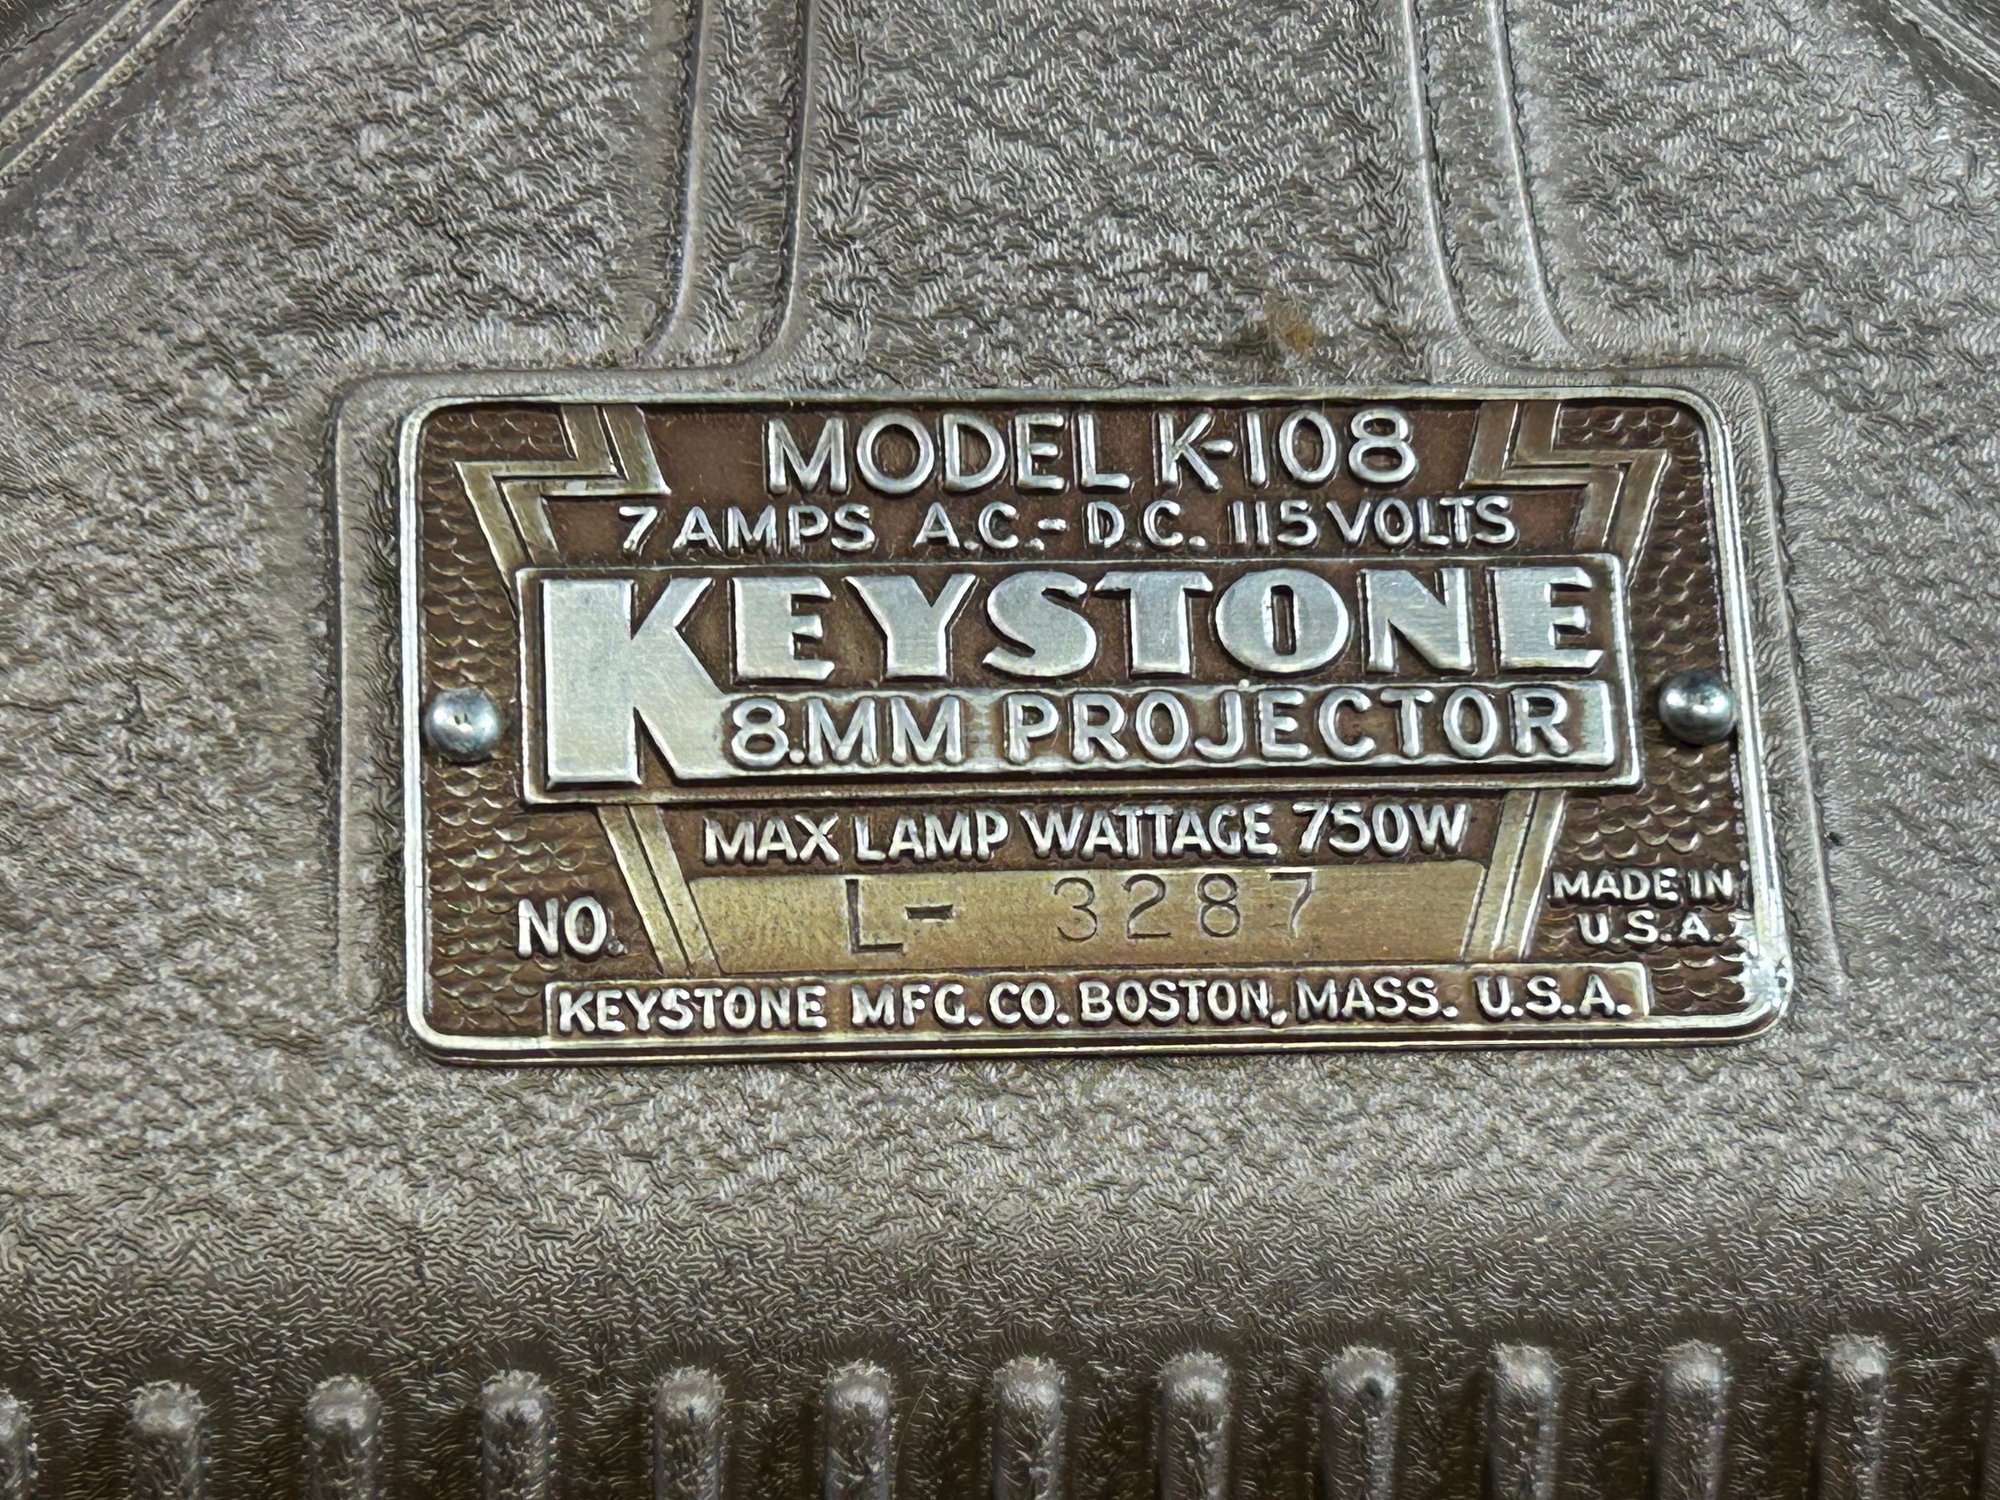 MODEL K-108
7 AMPS A.C.-D.C. 115 VOLTS
KEYSTONE
8.MM PROJECTOR
MAX LAMP WATTAGE 750W
NO. L- 3287
MADE IN
U.S.A.
KEYSTONE MFG. CO. BOSTON, MASS. U.S.A.